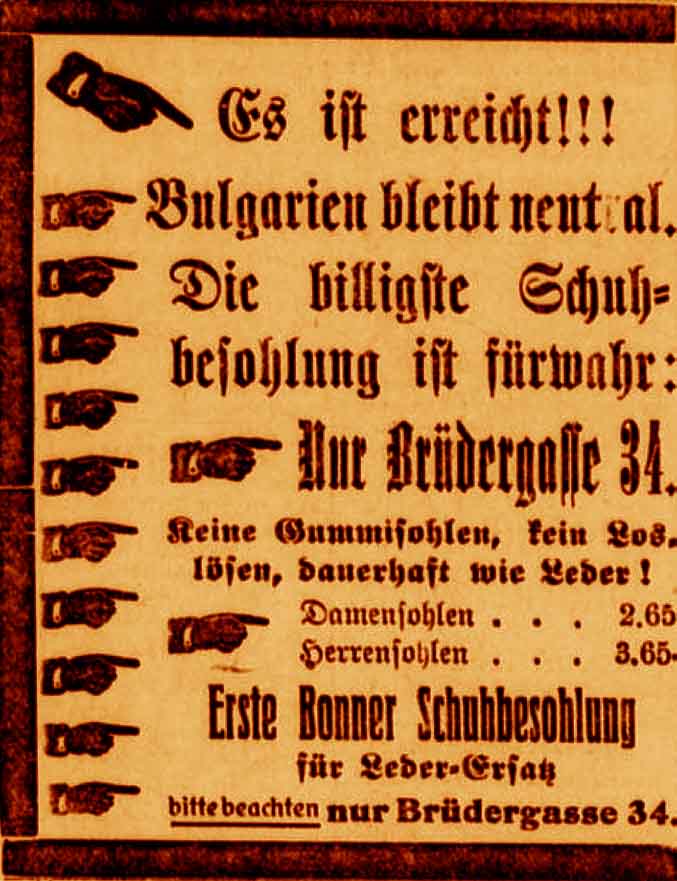 Es ist erreicht!!!
Bulgarien bleibt neutral.
Die billigste Schuh-
besohlung ist fürwahr:
Nur Brüdergasse 34.
Keine Gummisohlen, kein Los-
lösen, dauerhaft wie Leder!
Damensohlen . . . 2.65
Herrensohlen . . . 3.65
Erste Bonner Schuhbesohlung
für Leder-Ersatz
bitte beachten nur Brüdergasse 34.